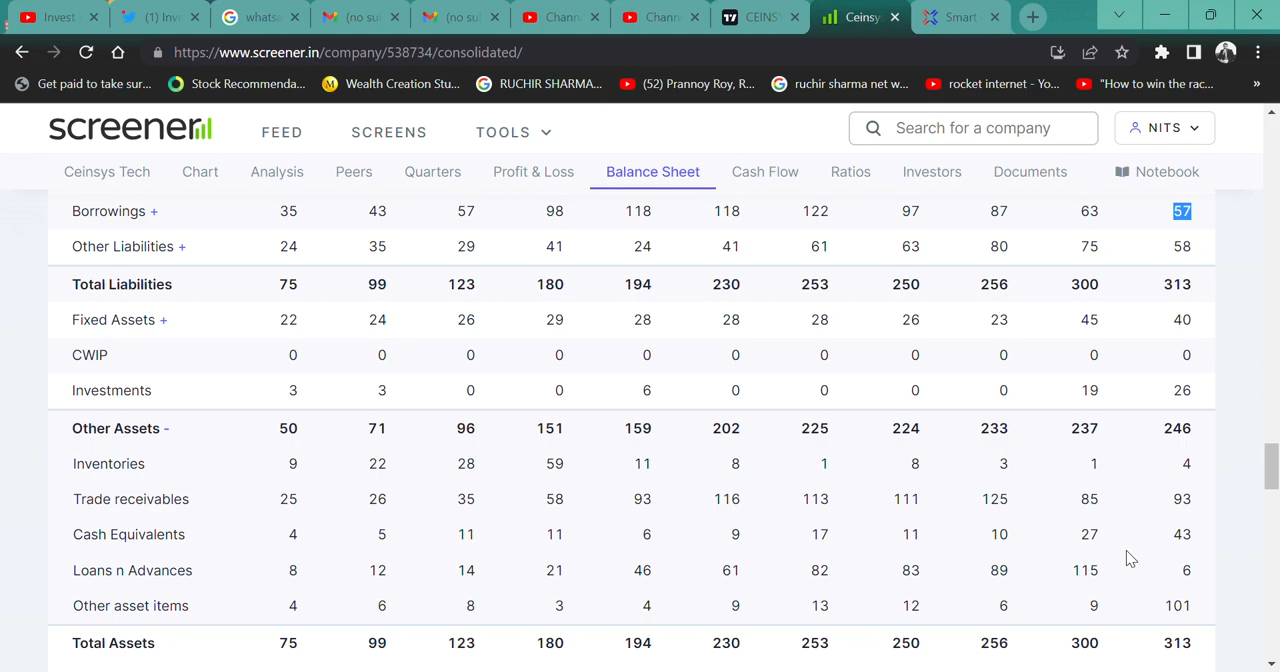 Invest (1) Inv whats (no su (no su Chann Chann CEINS Ceinsy Smart
https://www.screener.in/company/538734/consolidated/
Get paid to take sur... Stock Recommenda... Wealth Creation Stu... RUCHIR SHARMA... (52) Prannoy Roy, R... ruchir sharma net w... rocket internet - Yo... "How to win the rac... »
screener FEED SCREENS TOOLS Search for a company NITS
Ceinsys Tech Chart Analysis Peers Quarters Profit & Loss Balance Sheet Cash Flow Ratios Investors Documents Notebook
Borrowings + 35 43 57 98 118 118 122 97 87 63 57
Other Liabilities + 24 35 29 41 24 41 61 63 80 75 58
Total Liabilities 75 99 123 180 194 230 253 250 256 300 313
Fixed Assets + 22 24 26 29 28 28 28 26 23 45 40
CWIP 0 0 0 0 0 0 0 0 0 0 0
Investments 3 3 0 0 6 0 0 0 0 19 26
Other Assets - 50 71 96 151 159 202 225 224 233 237 246
Inventories 9 22 28 59 11 8 1 8 3 1 4
Trade receivables 25 26 35 58 93 116 113 111 125 85 93
Cash Equivalents 4 5 11 11 6 9 17 11 10 27 43
Loans n Advances 8 12 14 21 46 61 82 83 89 115 6
Other asset items 4 6 8 3 4 9 13 12 6 9 101
Total Assets 75 99 123 180 194 230 253 250 256 300 313